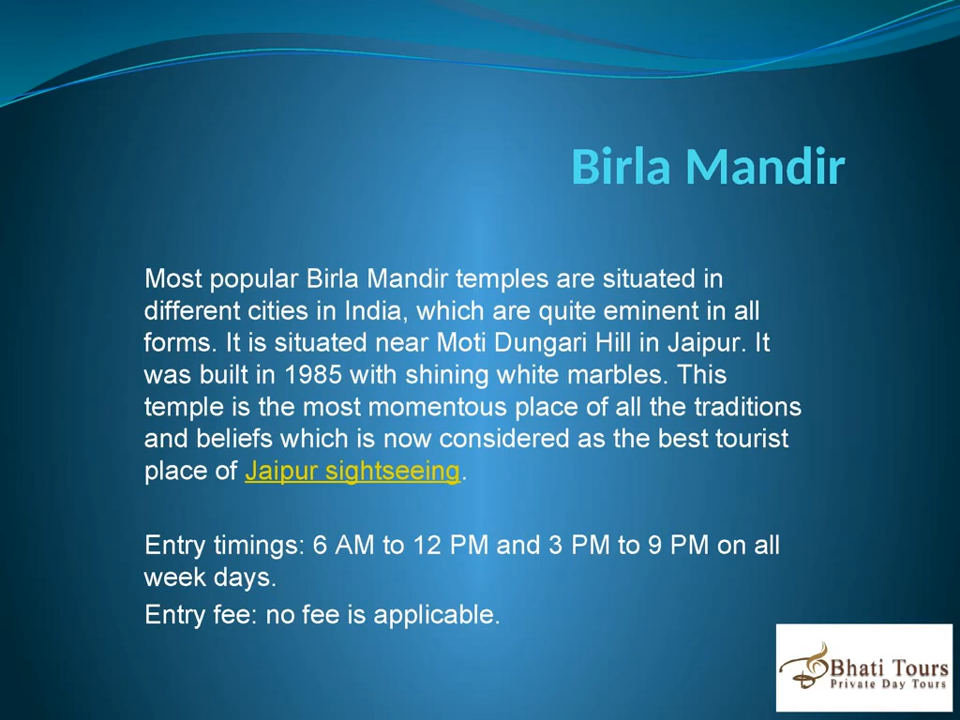 Birla Mandir
Most popular Birla Mandir temples are situated in
different cities in India, which are quite eminent in all
forms. It is situated near Moti Dungari Hill in Jaipur. It
was built in 1985 with shining white marbles. This
temple is the most momentous place of all the traditions
and beliefs which is now considered as the best tourist
place of Jaipur sightseeing.
Entry timings: 6 AM to 12 PM and 3 PM to 9 PM on all
week days.
Entry fee: no fee is applicable.
Bhati Tours
Private Day Tours